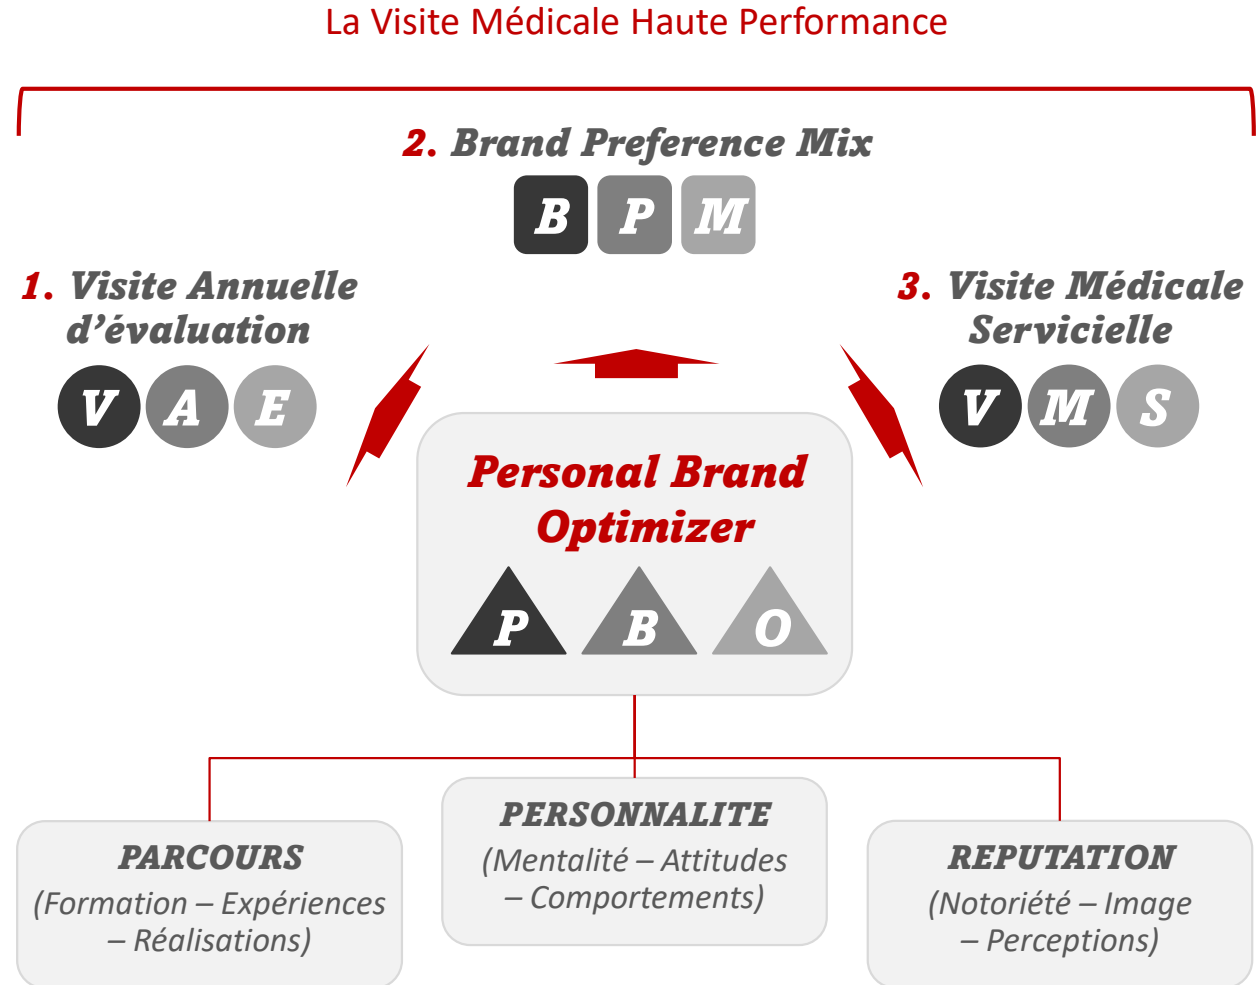 La Visite Médicale Haute Performance
2. Brand Preference Mix
B P M
1. Visite Annuelle
d’évaluation
V A E
3. Visite Médicale
Servicielle
V M S
Personal Brand
Optimizer
P B O
PARCOURS
(Formation – Expériences
– Réalisations)
PERSONNALITE
(Mentalité – Attitudes
– Comportements)
REPUTATION
(Notoriété – Image
– Perceptions)